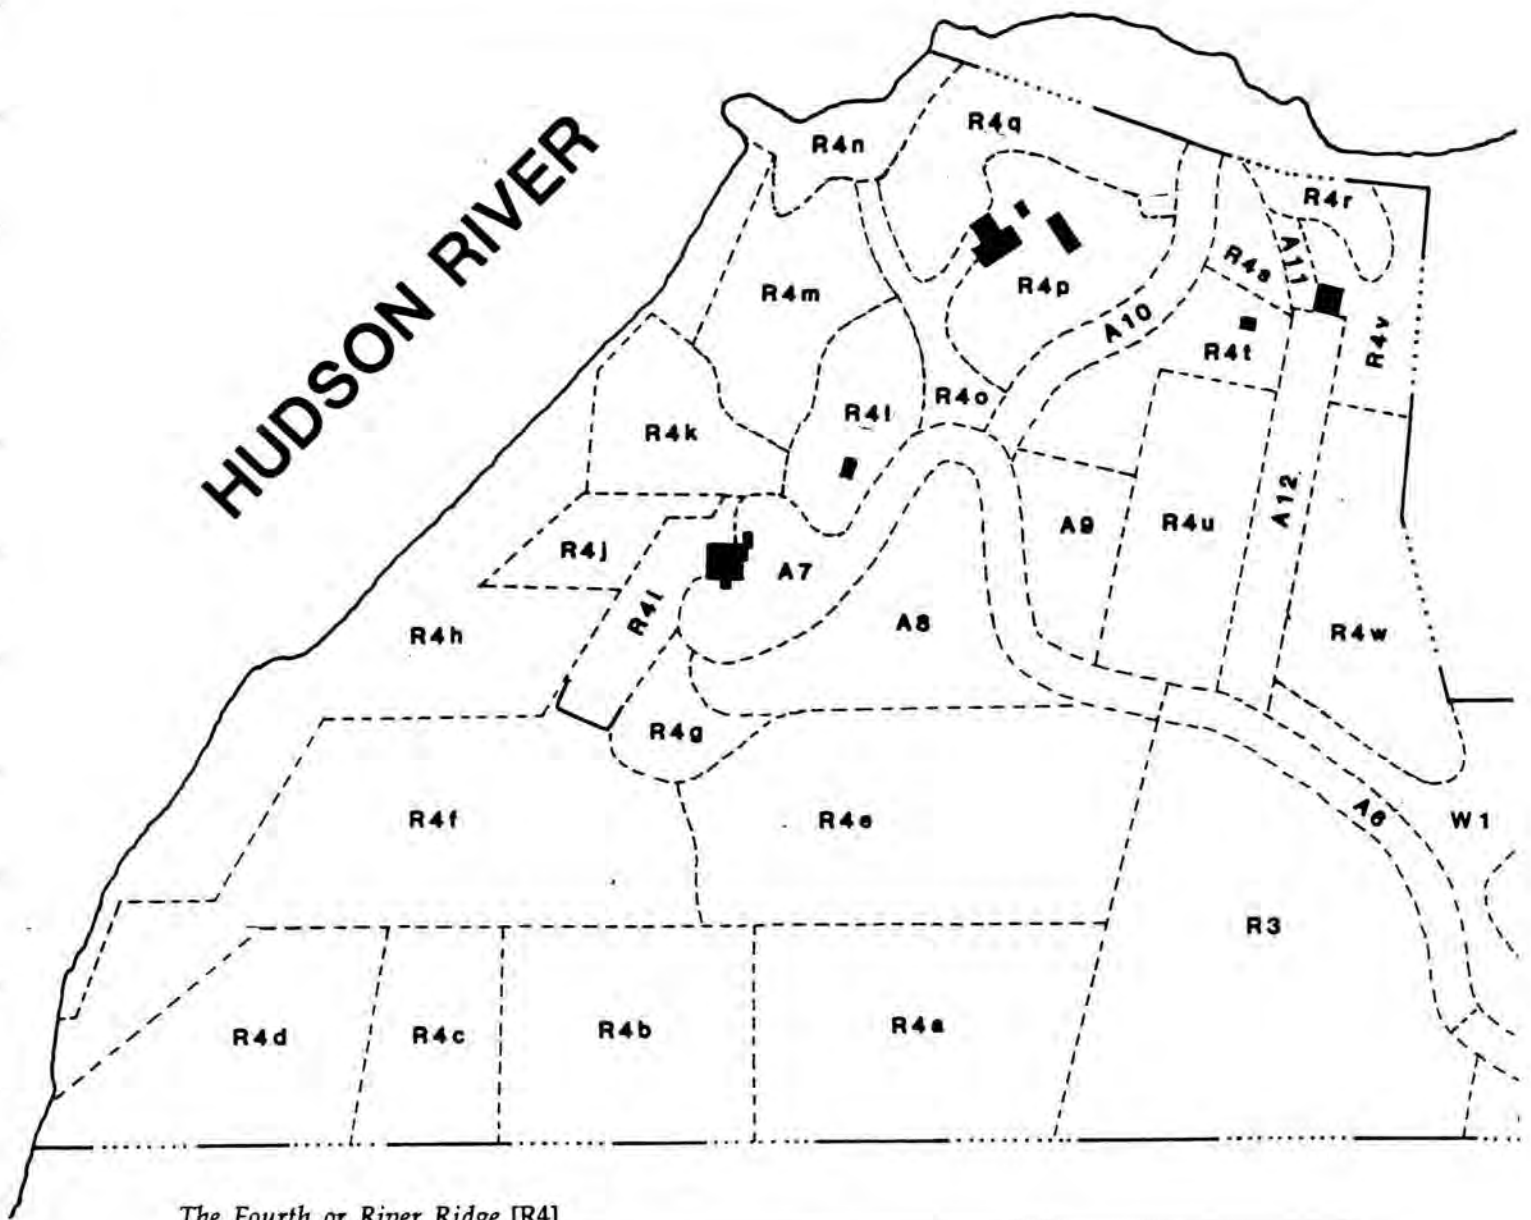 R4n
R4q
R4r
HUDSON RIVER
A11
R4s
R4m
R4p
A10
R4v
R4t
R4o
R4l
R4k
A12
A9
R4u
R4j
A7
R4i
A8
R4h
R4w
R4g
A6
R4f
R4e
W1
R3
R4d
R4c
R4b
R4a
The Fourth or River Ridge [R4]